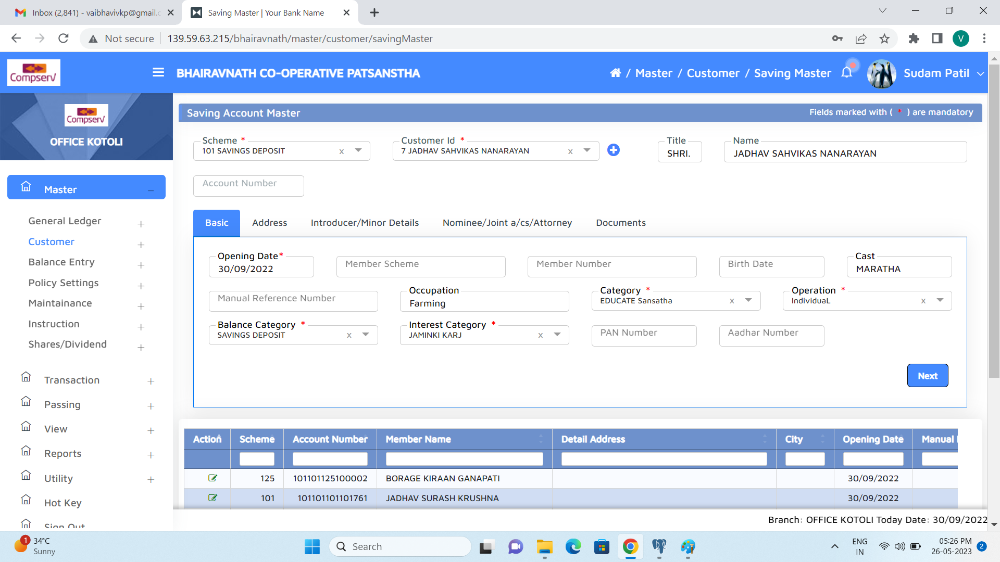 Inbox (2,841) - vaibhavivkp@gmail.c
Saving Master | Your Bank Name
Not secure
139.59.63.215/bhairavnath/master/customer/savingMaster
V
Compserv
BHAIRAVNATH CO-OPERATIVE PATSANSTHA
/ Master / Customer / Saving Master
Sudam Patil
Compserv
OFFICE KOTOLI
Master
General Ledger
Customer
Balance Entry
Policy Settings
Maintainance
Instruction
Shares/Dividend
Transaction
Passing
View
Reports
Utility
Hot Key
Sign Out
Saving Account Master
Fields marked with ( * ) are mandatory
Scheme *
101 SAVINGS DEPOSIT
x
Customer Id *
7 JADHAV SAHVIKAS NANARAYAN
x
Title
SHRI.
Name
JADHAV SAHVIKAS NANARAYAN
Account Number
Basic
Address
Introducer/Minor Details
Nominee/Joint a/cs/Attorney
Documents
Opening Date*
30/09/2022
Member Scheme
Member Number
Birth Date
Cast
MARATHA
Manual Reference Number
Occupation
Farming
Category *
EDUCATE Sansatha
x
Operation *
IndividuaL
x
Balance Category *
SAVINGS DEPOSIT
x
Interest Category *
JAMINKI KARJ
x
PAN Number
Aadhar Number
Next
Action Scheme Account Number Member Name Detail Address City Opening Date Manual
125 101101125100002 BORAGE KIRAAN GANAPATI 30/09/2022
101 101101101101761 JADHAV SURASH KRUSHNA 30/09/2022
Branch: OFFICE KOTOLI Today Date: 30/09/2022
1
34°C
Sunny
Search
ENG
IN
05:26 PM
26-05-2023
2